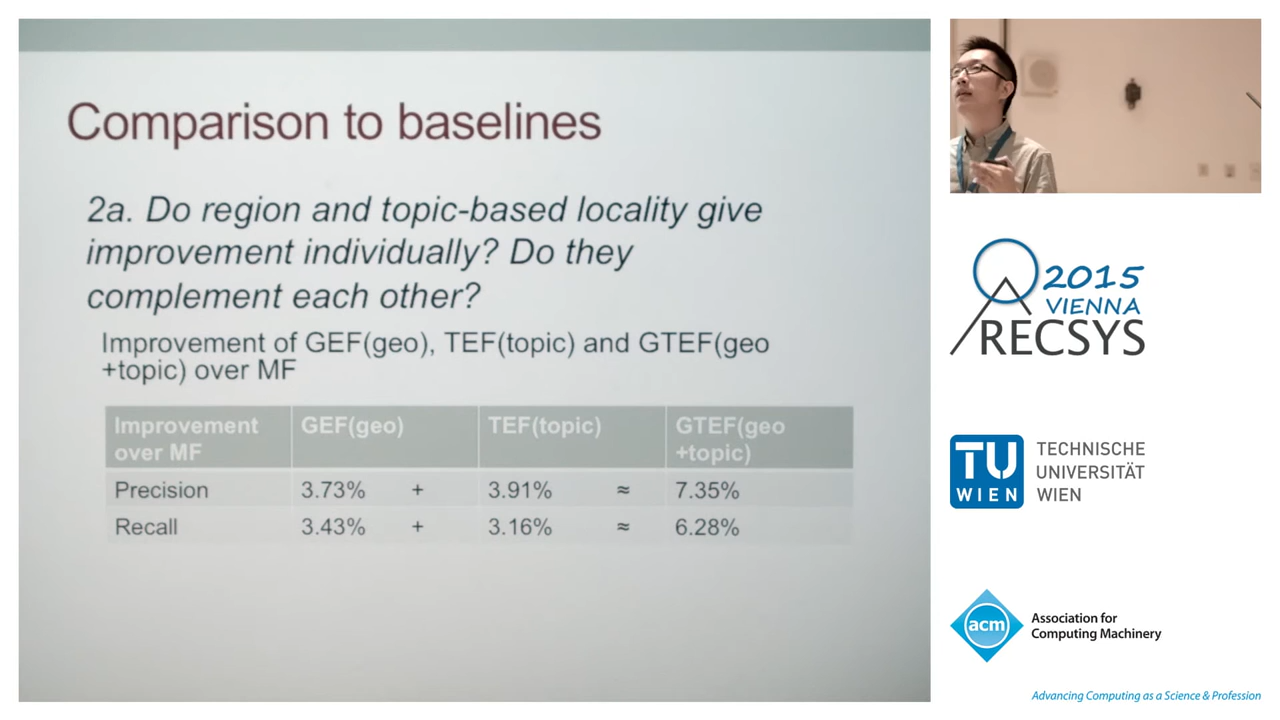 Comparison to baselines
2a. Do region and topic-based locality give
improvement individually? Do they
complement each other?
Improvement of GEF(geo), TEF(topic) and GTEF(geo
+topic) over MF
Improvement over MF GEF(geo) TEF(topic) GTEF(geo +topic)
Precision 3.73% + 3.91% ≈ 7.35%
Recall 3.43% + 3.16% ≈ 6.28%
2015
VIENNA
RECSYS
TU
WIEN
TECHNISCHE
UNIVERSITÄT
WIEN
acm
Association for
Computing Machinery
Advancing Computing as a Science & Profession